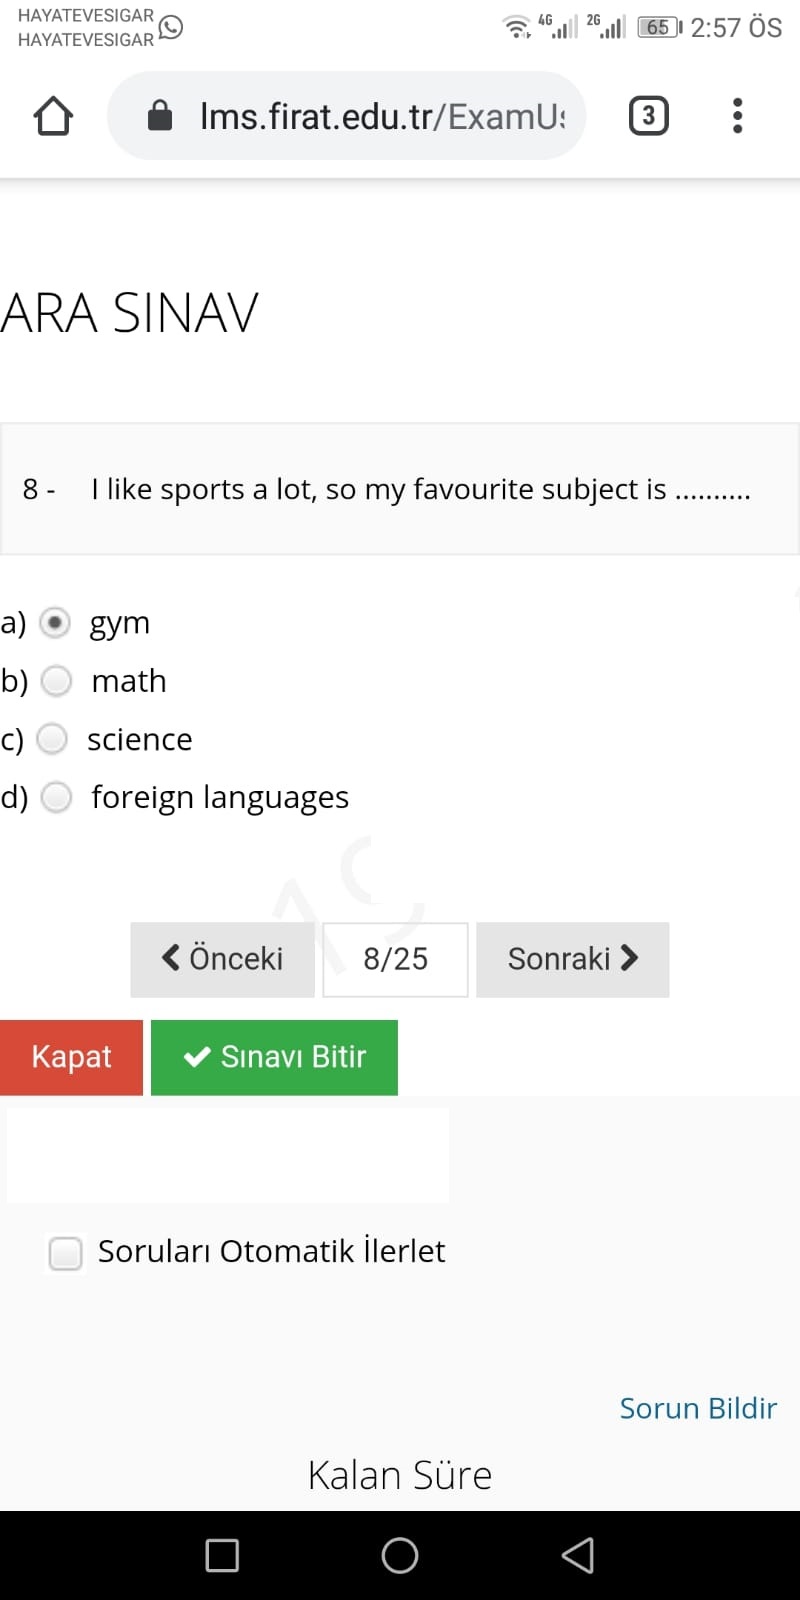 HAYATEVESIGAR
HAYATEVESIGAR
4G 2G 65 2:57 ÖS
lms.firat.edu.tr/ExamUs
3
ARA SINAV
8 - I like sports a lot, so my favourite subject is ..........
a) gym
b) math
c) science
d) foreign languages
Önceki 8/25 Sonraki
Kapat Sınavı Bitir
Soruları Otomatik İlerlet
Sorun Bildir
Kalan Süre